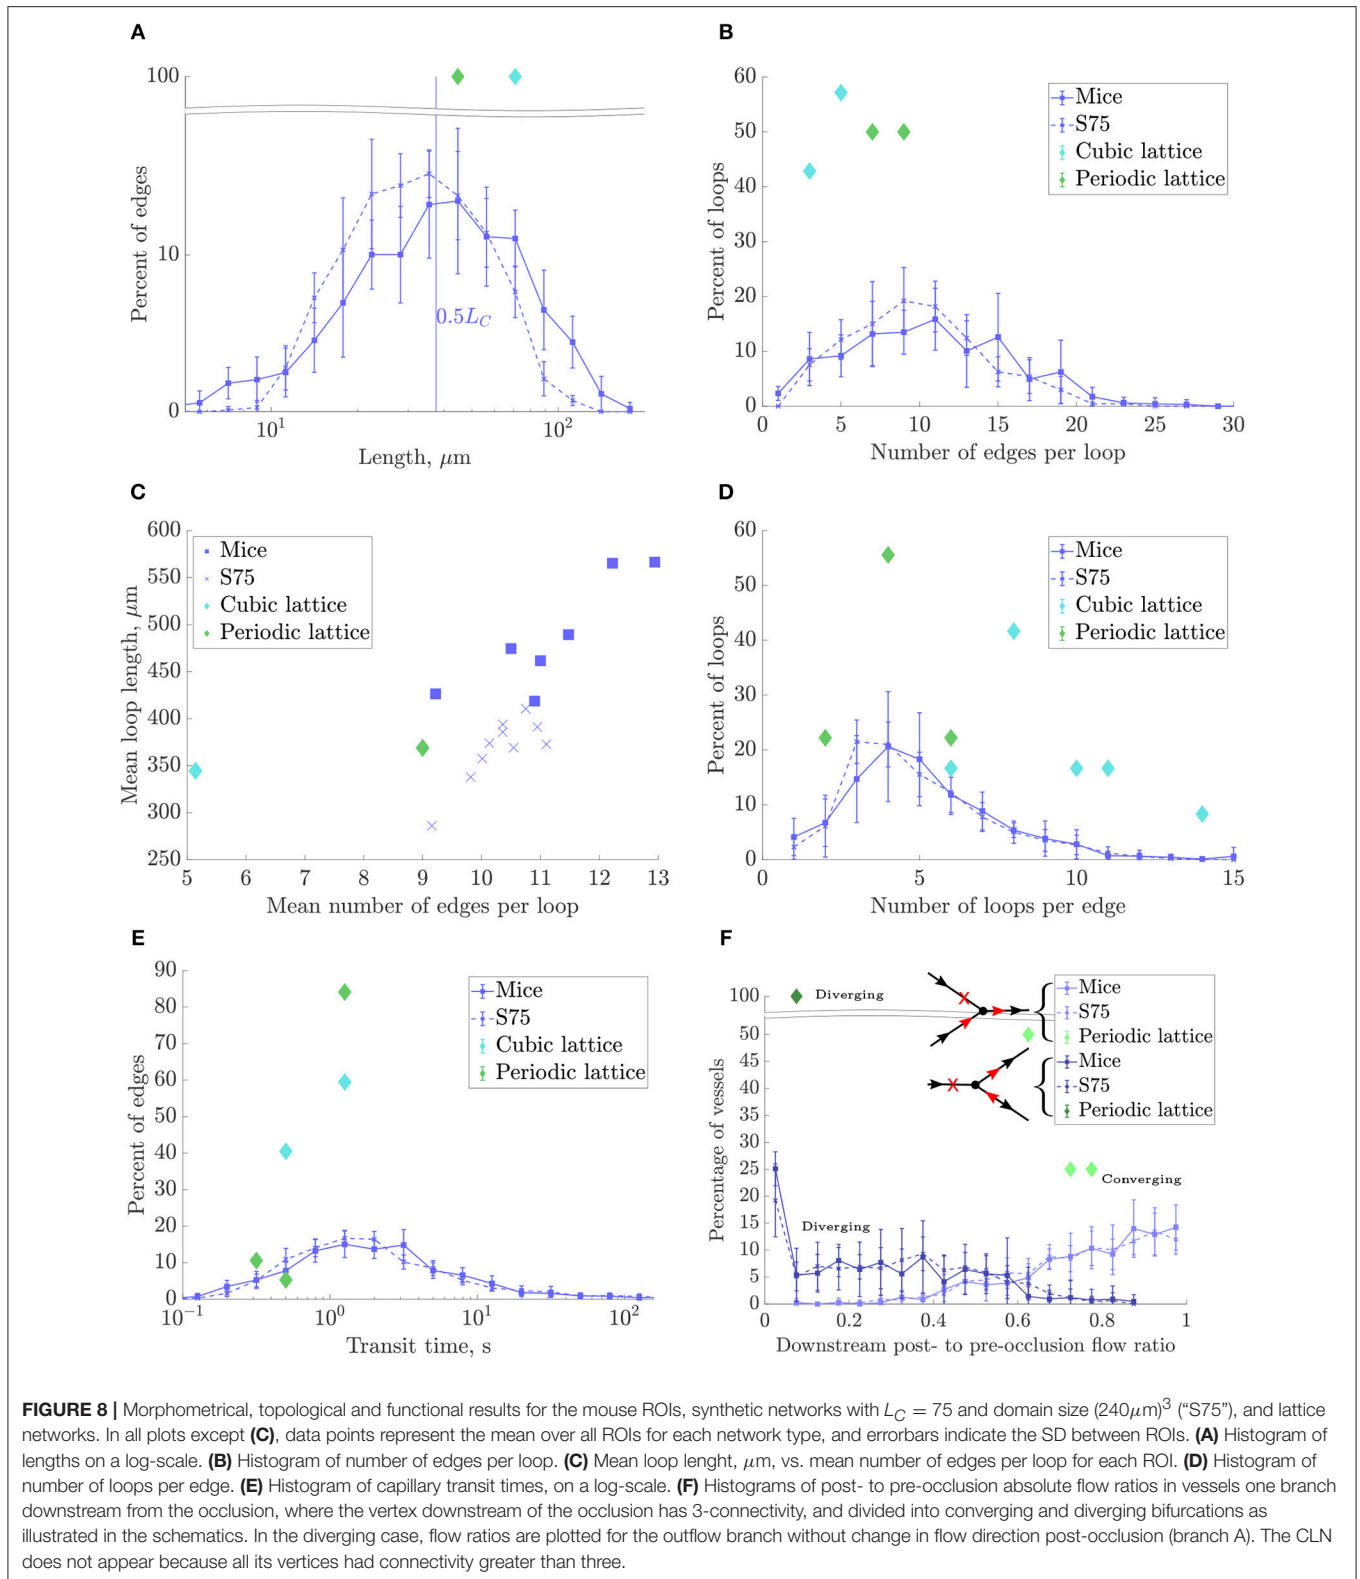 A
100
10
0
Percent of edges
0.5L_C
10^1
10^2
Length, μm
B
60
50
40
30
20
10
0
Percent of loops
Mice
S75
Cubic lattice
Periodic lattice
0 5 10 15 20 25 30
Number of edges per loop
C
600
550
500
450
400
350
300
250
Mean loop length, μm
Mice
S75
Cubic lattice
Periodic lattice
5 6 7 8 9 10 11 12 13
Mean number of edges per loop
D
60
50
40
30
20
10
0
Percent of loops
Mice
S75
Cubic lattice
Periodic lattice
0 5 10 15
Number of loops per edge
E
90
80
70
60
50
40
30
20
10
0
Percent of edges
Mice
S75
Cubic lattice
Periodic lattice
10^−1 10^0 10^1 10^2
Transit time, s
F
100
50
45
40
35
30
25
20
15
10
5
0
Percentage of vessels
Diverging
Mice
S75
Periodic lattice
Mice
S75
Periodic lattice
Converging
Diverging
0 0.2 0.4 0.6 0.8 1
Downstream post- to pre-occlusion flow ratio
FIGURE 8 | Morphometrical, topological and functional results for the mouse ROIs, synthetic networks with L_C = 75 and domain size (240μm)^3 (“S75”), and lattice
networks. In all plots except (C), data points represent the mean over all ROIs for each network type, and errorbars indicate the SD between ROIs. (A) Histogram of
lengths on a log-scale. (B) Histogram of number of edges per loop. (C) Mean loop lenght, μm, vs. mean number of edges per loop for each ROI. (D) Histogram of
number of loops per edge. (E) Histogram of capillary transit times, on a log-scale. (F) Histograms of post- to pre-occlusion absolute flow ratios in vessels one branch
downstream from the occlusion, where the vertex downstream of the occlusion has 3-connectivity, and divided into converging and diverging bifurcations as
illustrated in the schematics. In the diverging case, flow ratios are plotted for the outflow branch without change in flow direction post-occlusion (branch A). The CLN
does not appear because all its vertices had connectivity greater than three.